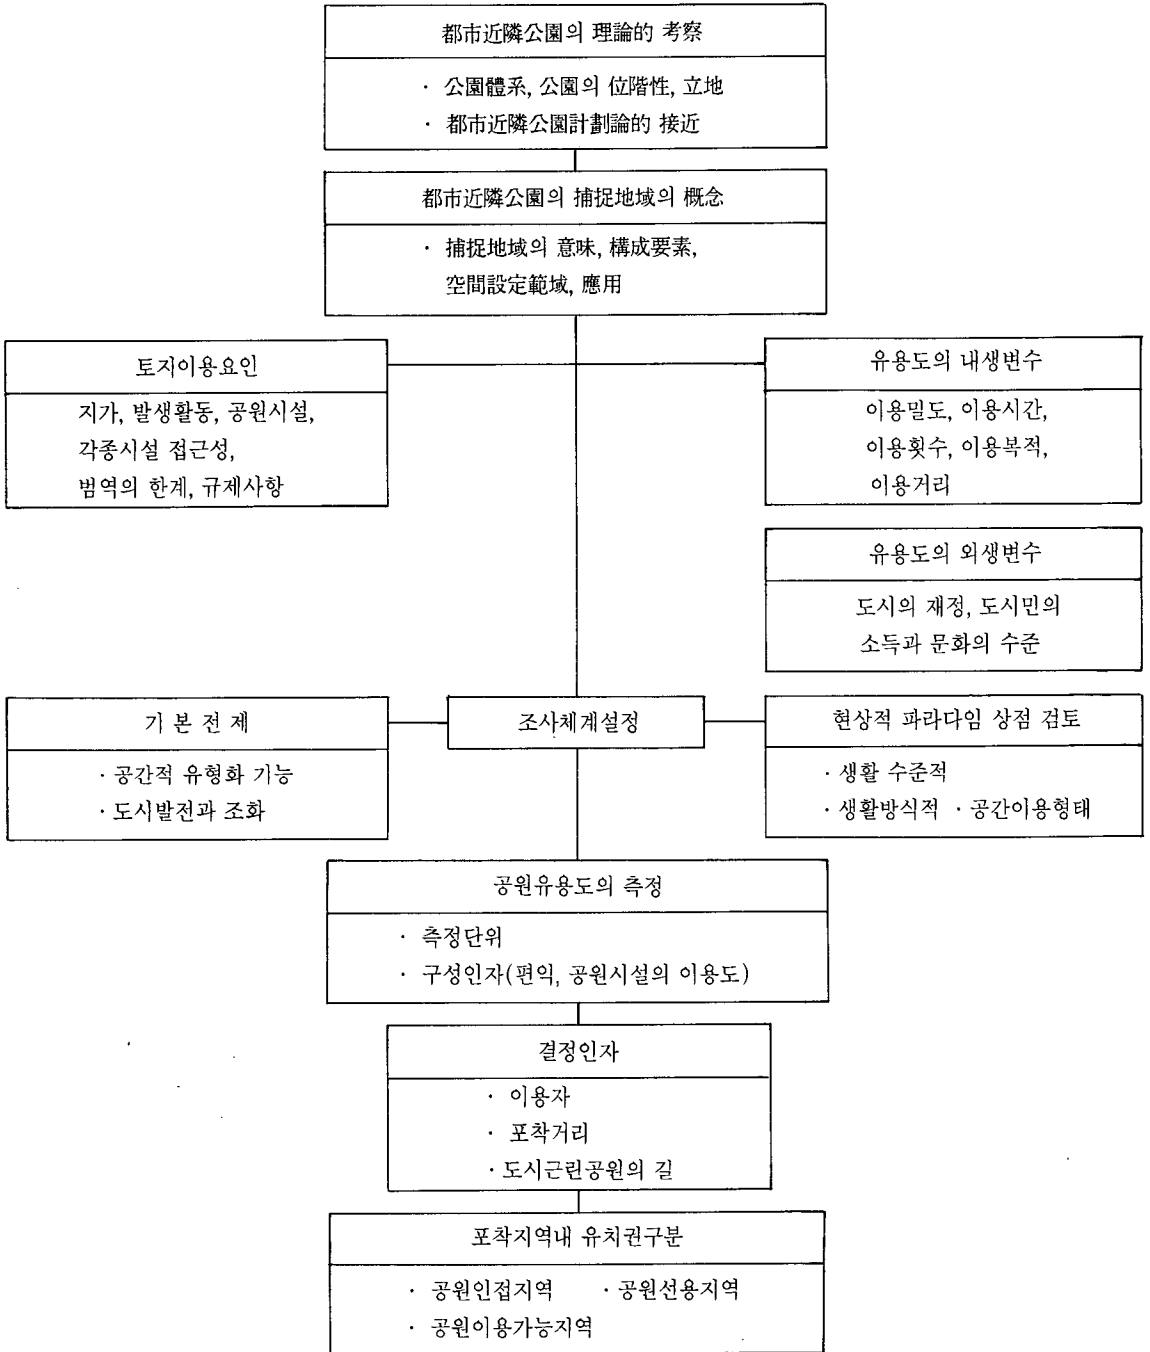 都市近隣公園의 理論的 考察
· 公園體系, 公園의 位階性, 立地
· 都市近隣公園計劃論的 接近
都市近隣公園의 捕捉地域의 概念
· 捕捉地域의 意味, 構成要素,
空間設定範域, 應用
토지이용요인
지가, 발생활동, 공원시설,
각종시설 접근성,
범역의 한계, 규제사항
유용도의 내생변수
이용밀도, 이용시간,
이용횟수, 이용복적,
이용거리
유용도의 외생변수
도시의 재정, 도시민의
소득과 문화의 수준
기 본 전 제
· 공간적 유형화 기능
· 도시발전과 조화
조사체계설정
현상적 파라다임 상점 검토
· 생활 수준적
· 생활방식적 · 공간이용형태
공원유용도의 측정
· 측정단위
· 구성인자(편익, 공원시설의 이용도)
결정인자
· 이용자
· 포착거리
· 도시근린공원의 길
포착지역내 유치권구분
· 공원인접지역 · 공원선용지역
· 공원이용가능지역